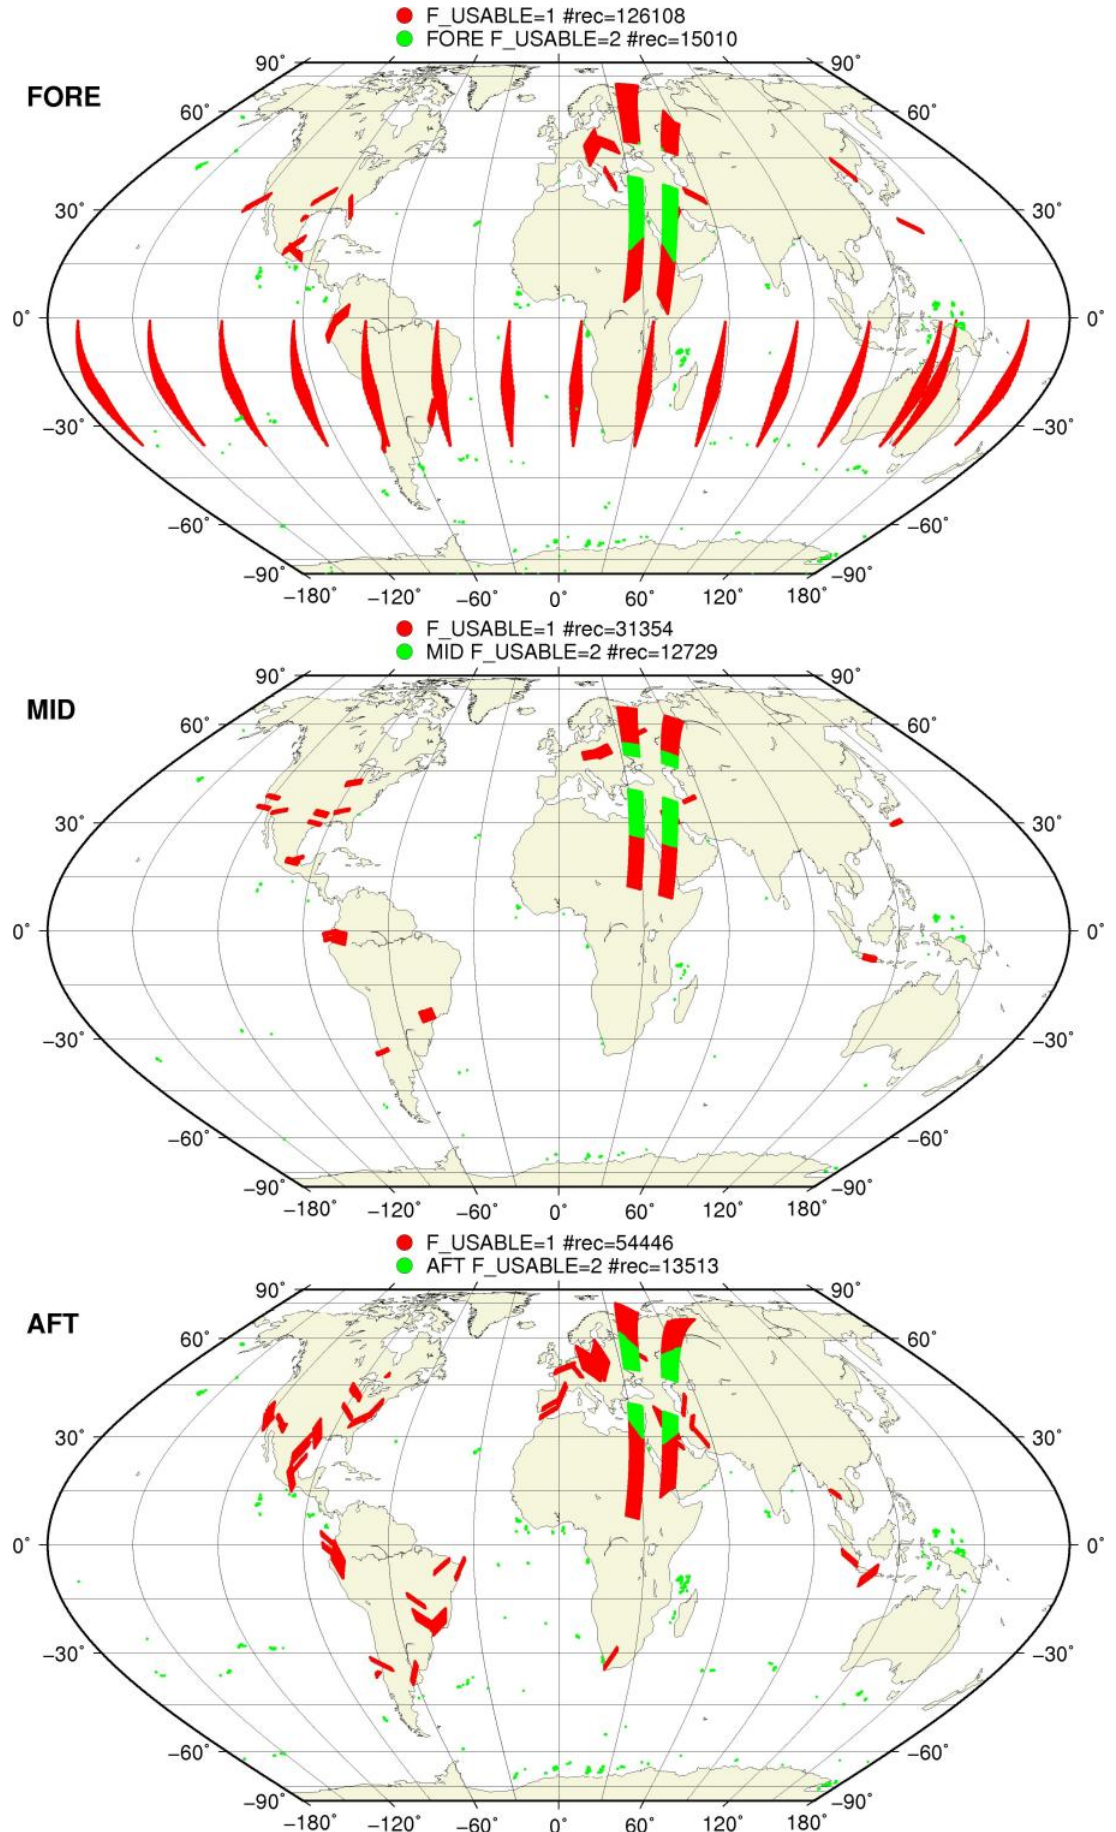 F_USABLE=1 #rec=126108
FORE F_USABLE=2 #rec=15010
FORE
90° 90°
60° 60°
30° 30°
0° 0°
−30° −30°
−60° −60°
−90° −90°
−180° −120° −60° 0° 60° 120° 180°
F_USABLE=1 #rec=31354
MID F_USABLE=2 #rec=12729
MID
90° 90°
60° 60°
30° 30°
0° 0°
−30° −30°
−60° −60°
−90° −90°
−180° −120° −60° 0° 60° 120° 180°
F_USABLE=1 #rec=54446
AFT F_USABLE=2 #rec=13513
AFT
90° 90°
60° 60°
30° 30°
0° 0°
−30° −30°
−60° −60°
−90° −90°
−180° −120° −60° 0° 60° 120° 180°